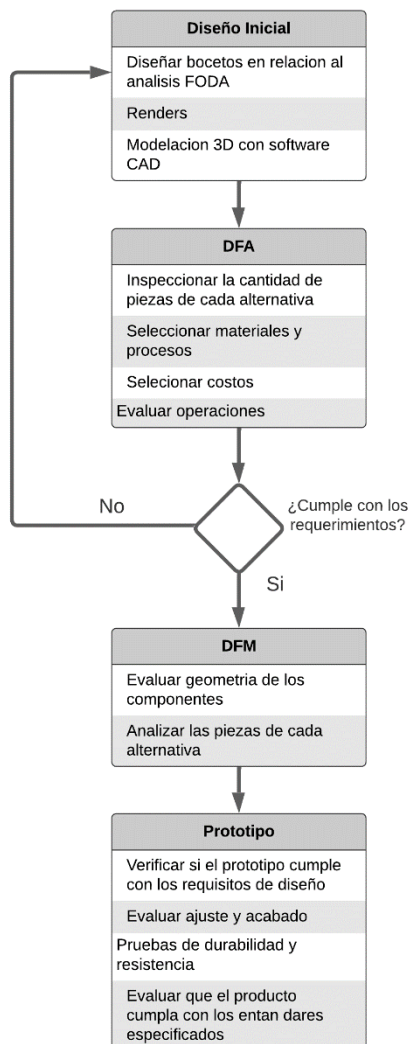 Diseño Inicial
Diseñar bocetos en relacion al
analisis FODA
Renders
Modelacion 3D con software
CAD
DFA
Inspeccionar la cantidad de
piezas de cada alternativa
Seleccionar materiales y
procesos
Selecionar costos
Evaluar operaciones
No
¿Cumple con los
requerimientos?
Si
DFM
Evaluar geometria de los
componentes
Analizar las piezas de cada
alternativa
Prototipo
Verificar si el prototipo cumple
con los requisitos de diseño
Evaluar ajuste y acabado
Pruebas de durabilidad y
resistencia
Evaluar que el producto
cumpla con los entan dares
especificados